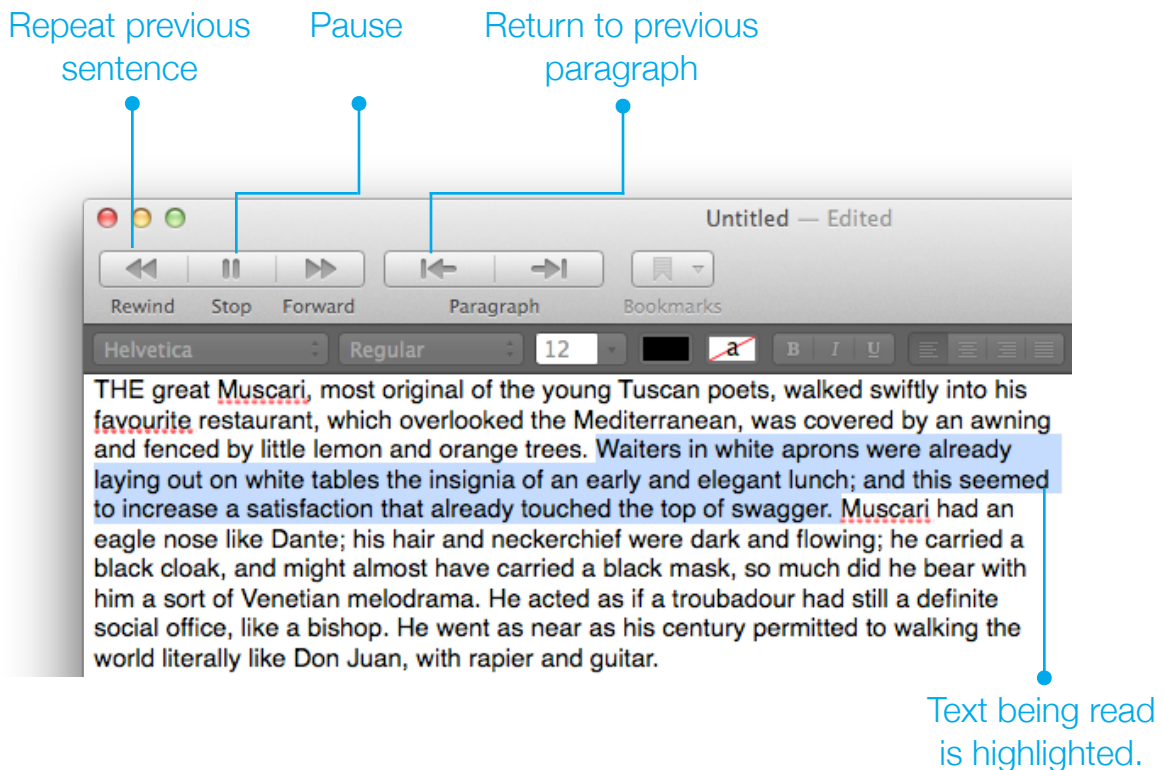 Repeat previous
sentence
Pause
Return to previous
paragraph
Untitled — Edited
Rewind Stop Forward Paragraph Bookmarks
Helvetica Regular 12 a B I U
THE great Muscari, most original of the young Tuscan poets, walked swiftly into his
favourite restaurant, which overlooked the Mediterranean, was covered by an awning
and fenced by little lemon and orange trees. Waiters in white aprons were already
laying out on white tables the insignia of an early and elegant lunch; and this seemed
to increase a satisfaction that already touched the top of swagger. Muscari had an
eagle nose like Dante; his hair and neckerchief were dark and flowing; he carried a
black cloak, and might almost have carried a black mask, so much did he bear with
him a sort of Venetian melodrama. He acted as if a troubadour had still a definite
social office, like a bishop. He went as near as his century permitted to walking the
world literally like Don Juan, with rapier and guitar.
Text being read
is highlighted.